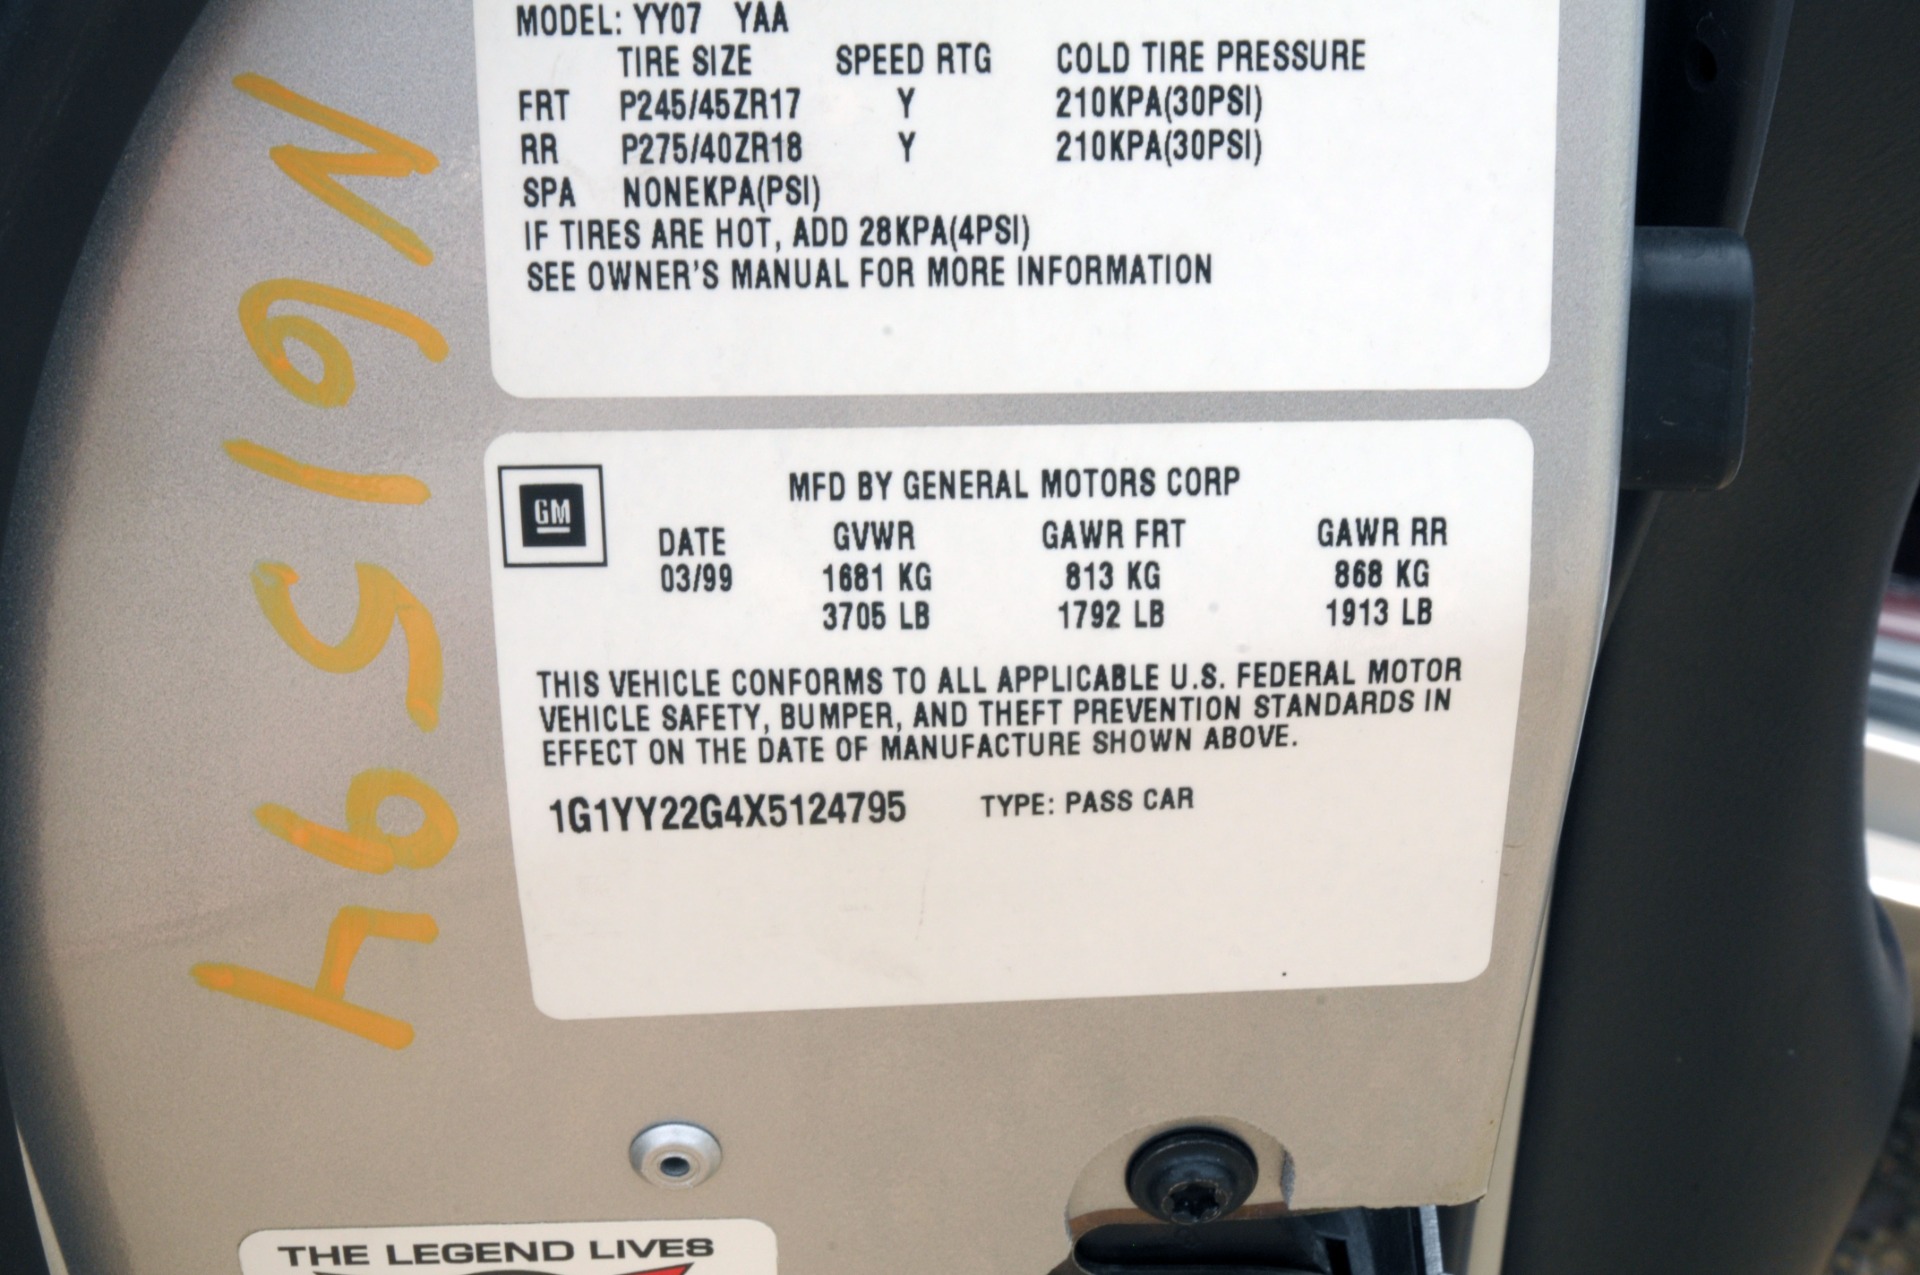 MODEL: YY07 YAA
TIRE SIZE SPEED RTG COLD TIRE PRESSURE
FRT P245/45ZR17 Y 210KPA(30PSI)
RR P275/40ZR18 Y 210KPA(30PSI)
SPA NONEKPA(PSI)
IF TIRES ARE HOT, ADD 28KPA(4PSI)
SEE OWNER'S MANUAL FOR MORE INFORMATION
GM
MFD BY GENERAL MOTORS CORP
DATE GVWR GAWR FRT GAWR RR
03/99 1681 KG 813 KG 868 KG
3705 LB 1792 LB 1913 LB
THIS VEHICLE CONFORMS TO ALL APPLICABLE U.S. FEDERAL MOTOR
VEHICLE SAFETY, BUMPER, AND THEFT PREVENTION STANDARDS IN
EFFECT ON THE DATE OF MANUFACTURE SHOWN ABOVE.
1G1YY22G4X5124795 TYPE: PASS CAR
N61594
THE LEGEND LIVES